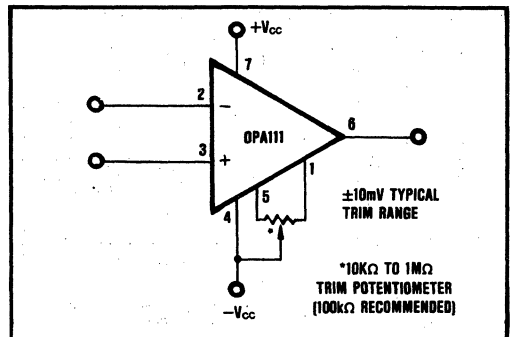 +Vcc
7
2
−
OPA111
6
3
+
1
5
4
*
−Vcc
±10mV TYPICAL
TRIM RANGE
*10KΩ TO 1MΩ
TRIM POTENTIOMETER
(100kΩ RECOMMENDED)